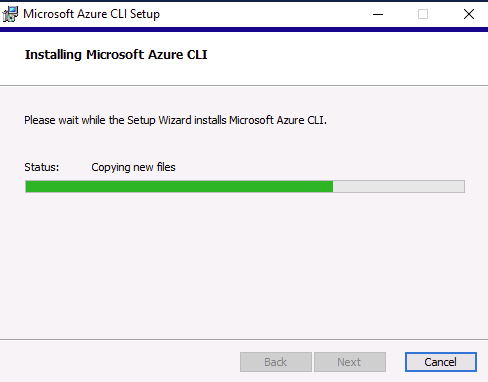 Microsoft Azure CLI Setup
Installing Microsoft Azure CLI
Please wait while the Setup Wizard installs Microsoft Azure CLI.
Status: Copying new files
Back Next Cancel